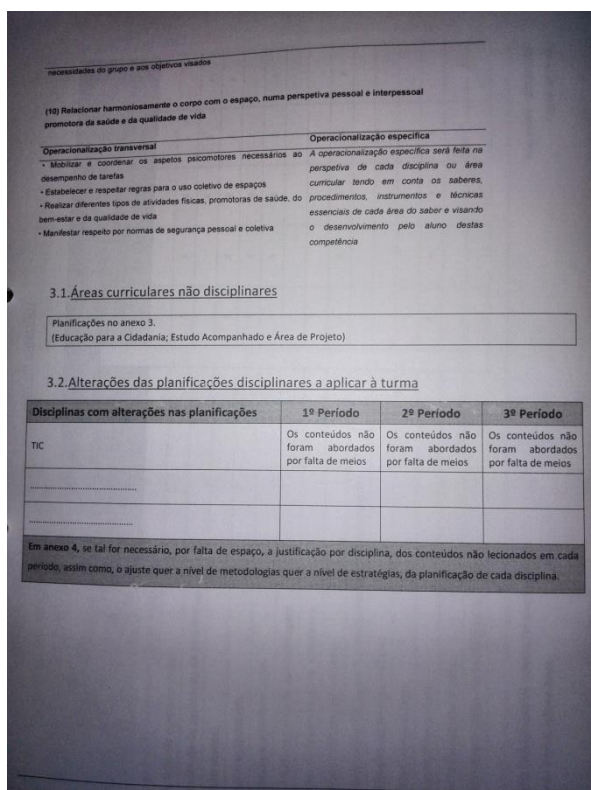 necessidades do grupo e aos objetivos visados
(10) Relacionar harmoniosamente o corpo com o espaço, numa perspetiva pessoal e interpessoal
promotora da saúde e da qualidade de vida
Operacionalização transversal
• Mobilizar e coordenar os aspetos psicomotores necessários ao
desempenho de tarefas
• Estabelecer e respeitar regras para o uso coletivo de espaços
• Realizar diferentes tipos de atividades físicas, promotoras de saúde, do
bem-estar e da qualidade de vida
• Manifestar respeito por normas de segurança pessoal e coletiva
Operacionalização específica
A operacionalização específica será feita na
perspetiva de cada disciplina ou área
curricular tendo em conta os saberes,
procedimentos, instrumentos e técnicas
essenciais de cada área do saber e visando
o desenvolvimento pelo aluno destas
competência
3.1.Áreas curriculares não disciplinares
Planificações no anexo 3.
(Educação para a Cidadania; Estudo Acompanhado e Área de Projeto)
3.2.Alterações das planificações disciplinares a aplicar à turma
Disciplinas com alterações nas planificações 1º Período 2º Período 3º Período
TIC
Os conteúdos não
foram abordados
por falta de meios
Os conteúdos não
foram abordados
por falta de meios
Os conteúdos não
foram abordados
por falta de meios
Em anexo 4, se tal for necessário, por falta de espaço, a justificação por disciplina, dos conteúdos não lecionados em cada
período, assim como, o ajuste quer a nível de metodologias quer a nível de estratégias, da planificação de cada disciplina.